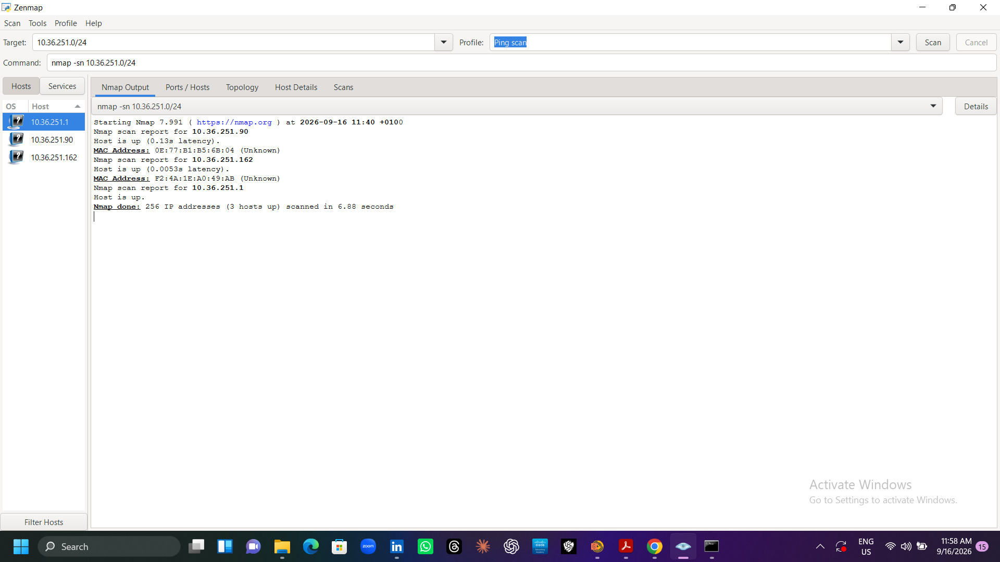 Zenmap
Scan Tools Profile Help
Target: 10.36.251.0/24 Profile: Ping scan Scan Cancel
Command: nmap -sn 10.36.251.0/24
Hosts Services
Nmap Output Ports / Hosts Topology Host Details Scans
OS Host
nmap -sn 10.36.251.0/24 Details
10.36.251.1
10.36.251.90
10.36.251.162
Starting Nmap 7.991 ( https://nmap.org ) at 2026-09-16 11:40 +0100
Nmap scan report for 10.36.251.90
Host is up (0.13s latency).
MAC Address: 0E:77:B1:B5:6B:04 (Unknown)
Nmap scan report for 10.36.251.162
Host is up (0.0053s latency).
MAC Address: F2:4A:1E:A0:49:AB (Unknown)
Nmap scan report for 10.36.251.1
Host is up.
Nmap done: 256 IP addresses (3 hosts up) scanned in 6.88 seconds
Activate Windows
Go to Settings to activate Windows.
Filter Hosts
Search
zoom
in
CISCO
ENG
US
11:58 AM
9/16/2026
15